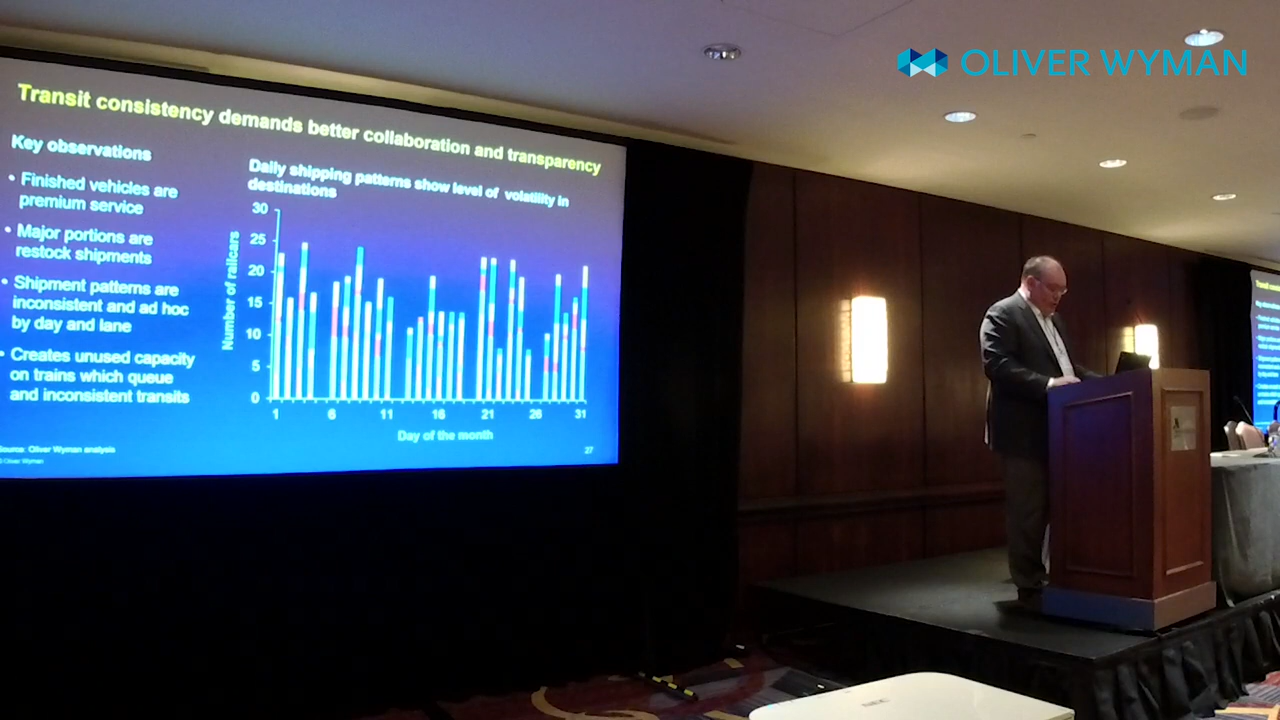 OLIVER WYMAN
Transit consistency demands better collaboration and transparency
Key observations
• Finished vehicles are
premium service
• Major portions are
restock shipments
• Shipment patterns are
inconsistent and ad hoc
by day and lane
• Creates unused capacity
on trains which queue
and inconsistent transits
Daily shipping patterns show level of volatility in
destinations
Number of railcars
30
25
20
15
10
5
0
1 6 11 16 21 26 31
Day of the month
Source: Oliver Wyman analysis
© Oliver Wyman
27
NEC